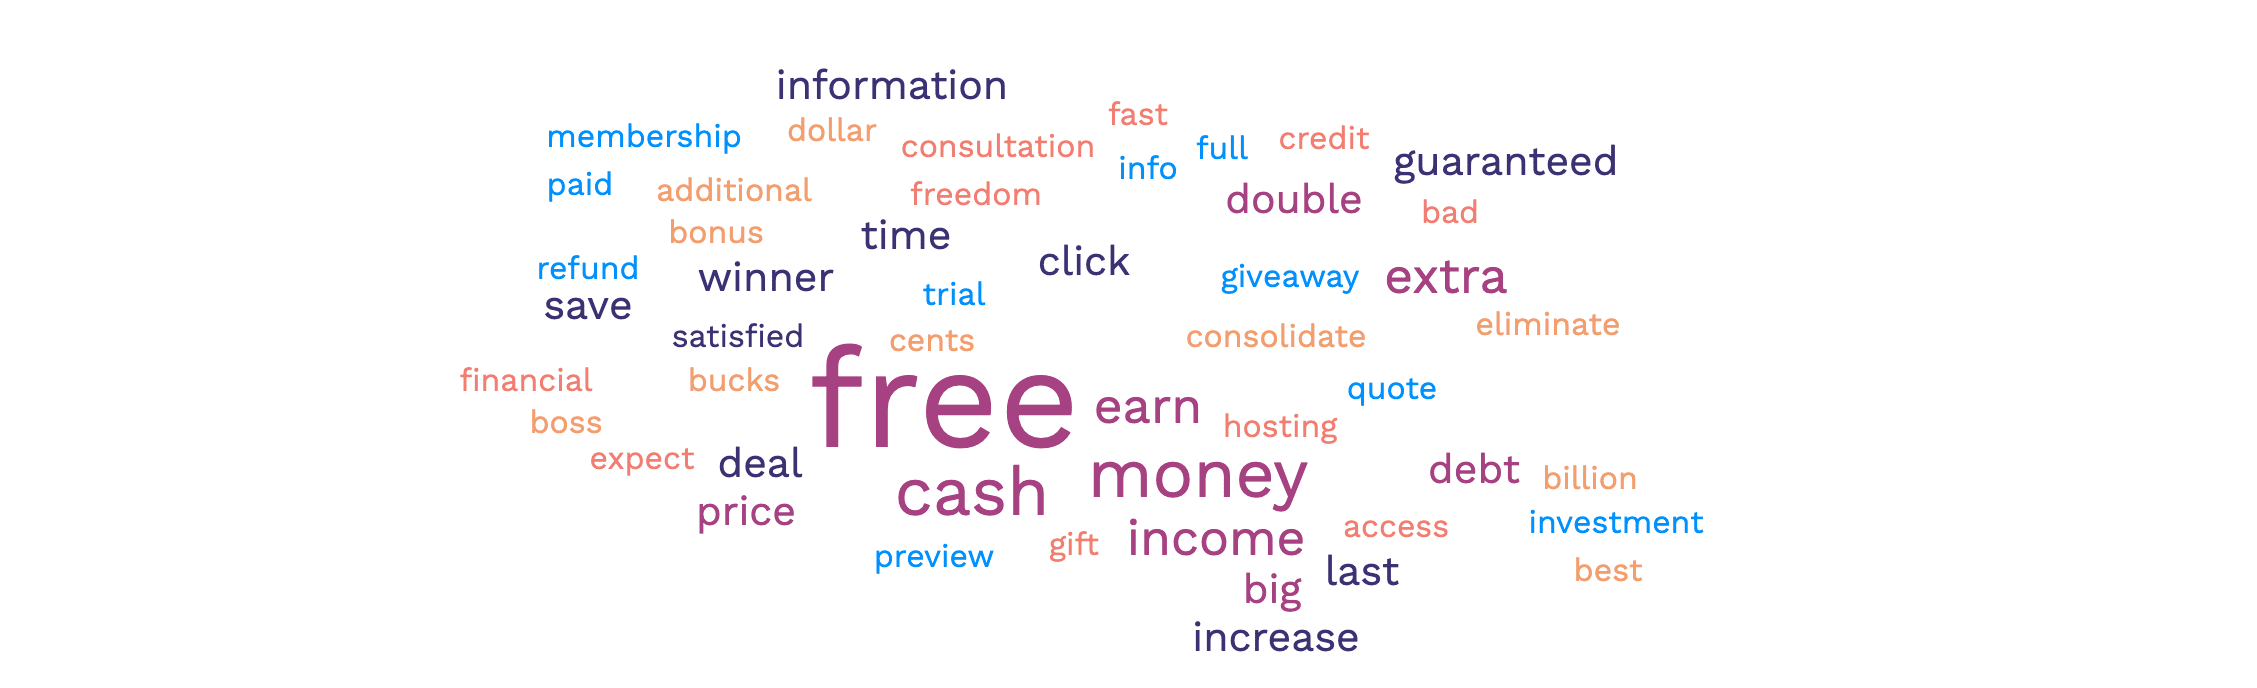 information
fast
membership
dollar
consultation
credit
full
guaranteed
info
paid
additional
freedom
double
bad
bonus
time
click
refund
winner
giveaway
extra
trial
save
satisfied
cents
consolidate
eliminate
financial
bucks
free
quote
earn
boss
hosting
expect
deal
money
debt
billion
cash
price
investment
access
income
gift
preview
last
best
big
increase